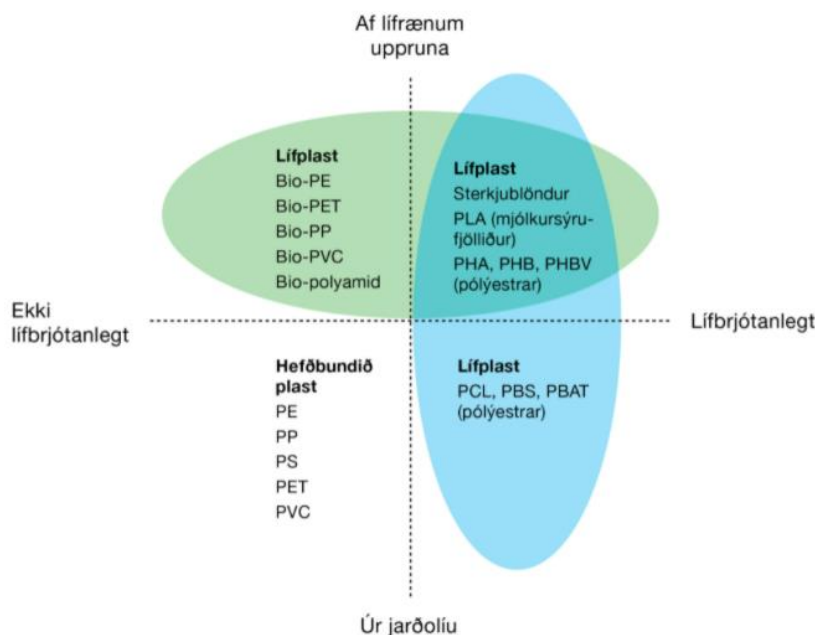 Af lífrænum
uppruna
Lífplast
Bio-PE
Bio-PET
Bio-PP
Bio-PVC
Bio-polyamid
Lífplast
Sterkjublöndur
PLA (mjólkursýru-
fjölliður)
PHA, PHB, PHBV
(pólýestrar)
Ekki
lífbrjótanlegt
Lífbrjótanlegt
Hefðbundið
plast
PE
PP
PS
PET
PVC
Lífplast
PCL, PBS, PBAT
(pólýestrar)
Úr jarðolíu